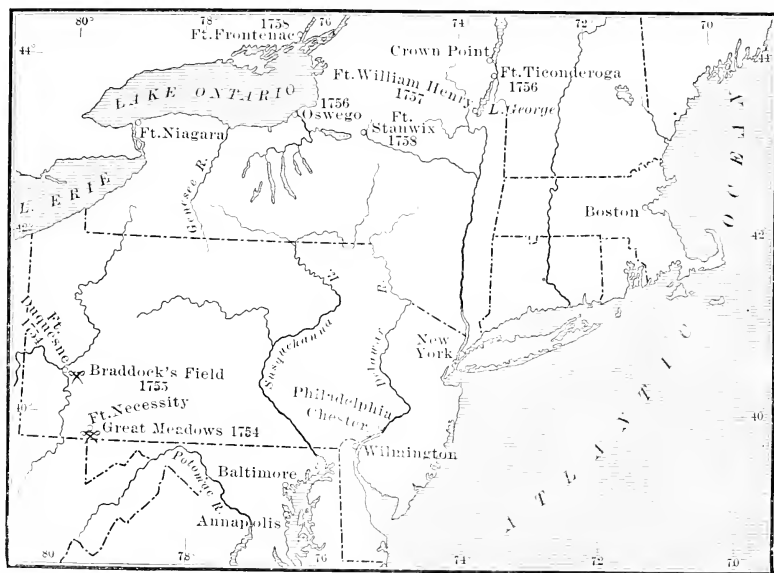 80° 78 1758 76 74 72 70
Ft. Frontenac
44° 44°
Crown Point
Ft. William Henry
1757
Ft. Ticonderoga
1756
LAKE ONTARIO
L. George
1756
Oswego
Ft.
Stanwix
1758
Ft. Niagara
Genesee R.
L. ERIE
Boston
OCEAN
42 42
Ft.
Duquesne
1754
Susquehanna
R.
Delawar R.
New
York
Braddock's Field
1755
Philadelphia
Chester
Ft. Necessity
Great Meadows 1754
40° 40
Wilmington
Baltimore
Potomac R.
Annapolis
ATLANTIC
80 78 76 74 72 70